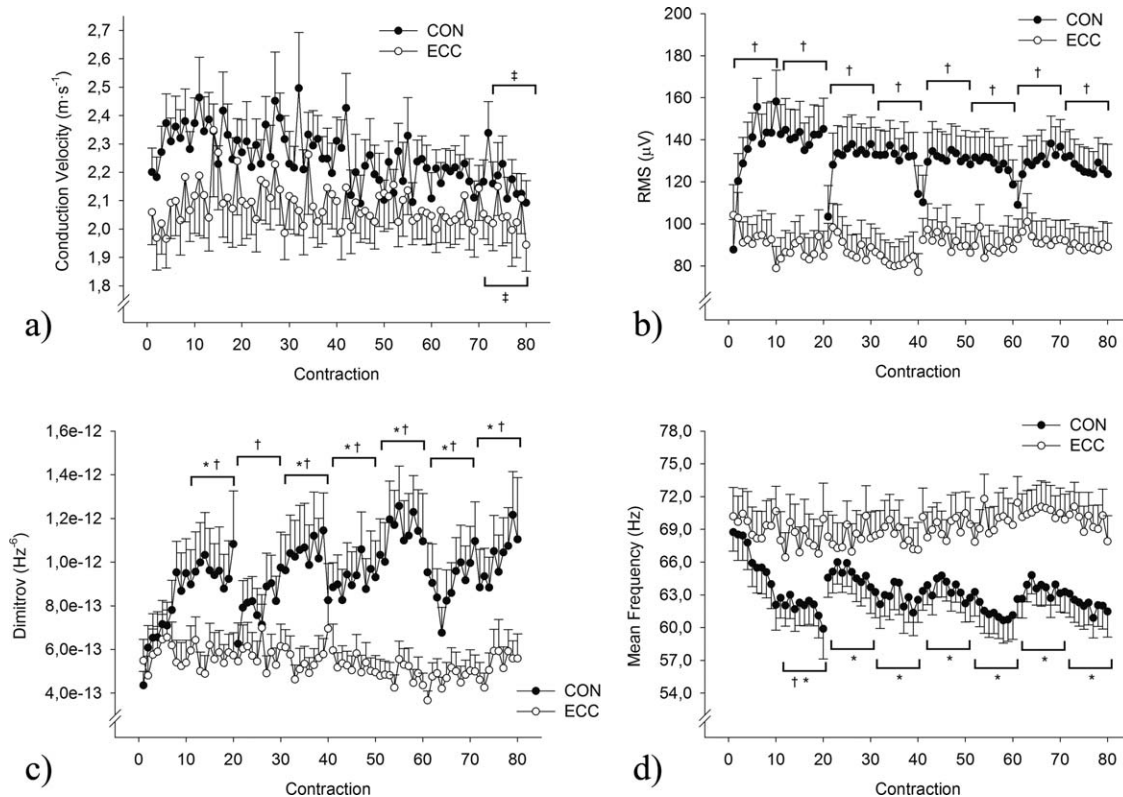 2,7
2,6
2,5
2,4
2,3
2,2
2,1
2,0
1,9
1,8
Conduction Velocity (m·s⁻¹)
CON
ECC
‡
‡
0 10 20 30 40 50 60 70 80
Contraction
a)
200
180
160
140
120
100
80
60
RMS (µV)
CON
ECC
† † † † † † † †
0 10 20 30 40 50 60 70 80
Contraction
b)
1,6e-12
1,4e-12
1,2e-12
1,0e-12
8,0e-13
6,0e-13
4,0e-13
Dimitrov (Hz⁻⁶)
*† † *† *† *† *† *†
CON
ECC
0 10 20 30 40 50 60 70 80
Contraction
c)
78,0
75,0
72,0
69,0
66,0
63,0
60,0
57,0
54,0
Mean Frequency (Hz)
CON
ECC
†* * * * * * *
0 10 20 30 40 50 60 70 80
Contraction
d)